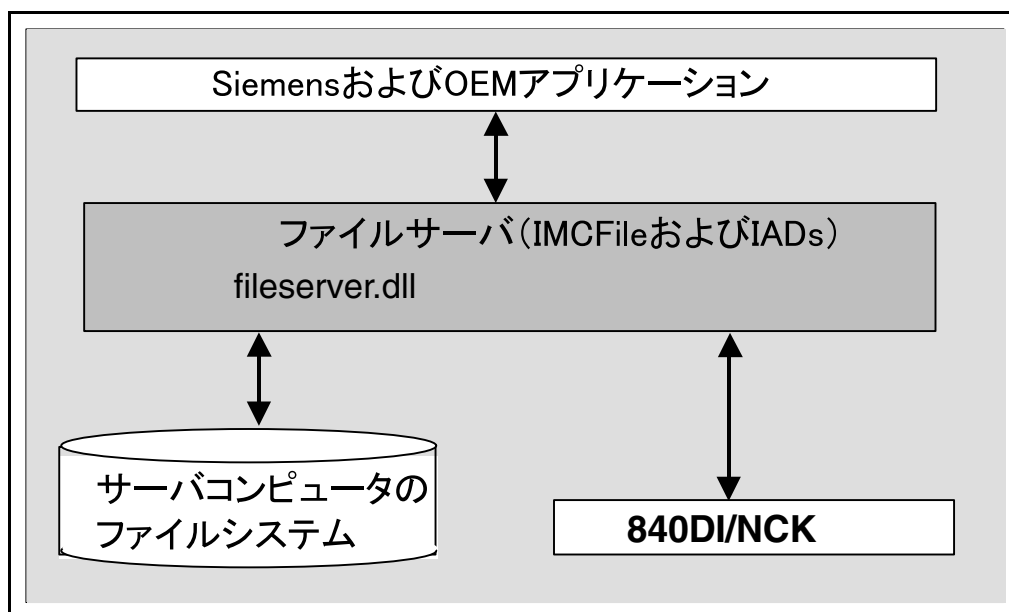 SiemensおよびOEMアプリケーション
ファイルサーバ(IMCFileおよびIADs)
fileserver.dll
サーバコンピュータの
ファイルシステム
840DI/NCK